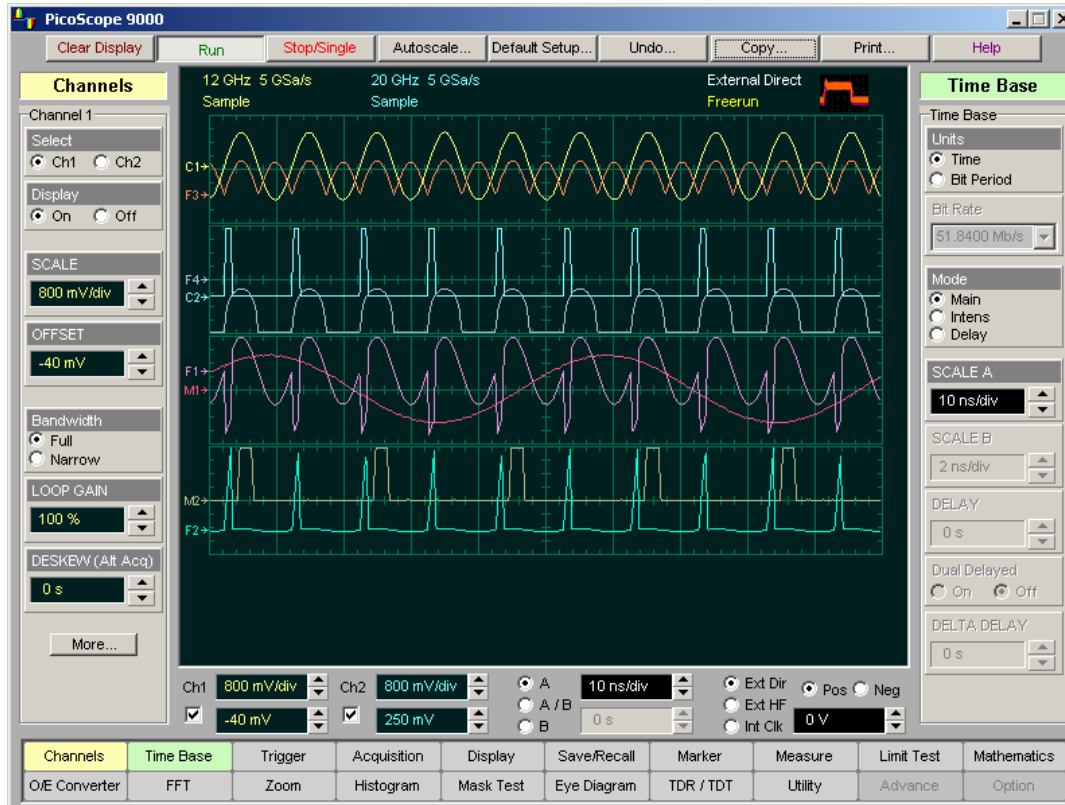 PicoScope 9000
Clear Display Run Stop/Single Autoscale... Default Setup... Undo... Copy... Print... Help
Channels
Channel 1
Select
Ch1 Ch2
Display
On Off
SCALE
800 mV/div
OFFSET
-40 mV
Bandwidth
Full
Narrow
LOOP GAIN
100 %
DESKEW (Alt Acq)
0 s
More...
12 GHz 5 GSa/s 20 GHz 5 GSa/s External Direct
Sample Sample Freerun
C1
F3
F4
C2
F1
M1
M2
F2
Time Base
Time Base
Units
Time
Bit Period
Bit Rate
51.8400 Mb/s
Mode
Main
Intens
Delay
SCALE A
10 ns/div
SCALE B
2 ns/div
DELAY
0 s
Dual Delayed
On Off
DELTA DELAY
0 s
Ch1 800 mV/div Ch2 800 mV/div A 10 ns/div Ext Dir Pos Neg
-40 mV 250 mV A / B 0 s Ext HF 0 V
B Int Clk
Channels Time Base Trigger Acquisition Display Save/Recall Marker Measure Limit Test Mathematics
O/E Converter FFT Zoom Histogram Mask Test Eye Diagram TDR / TDT Utility Advance Option